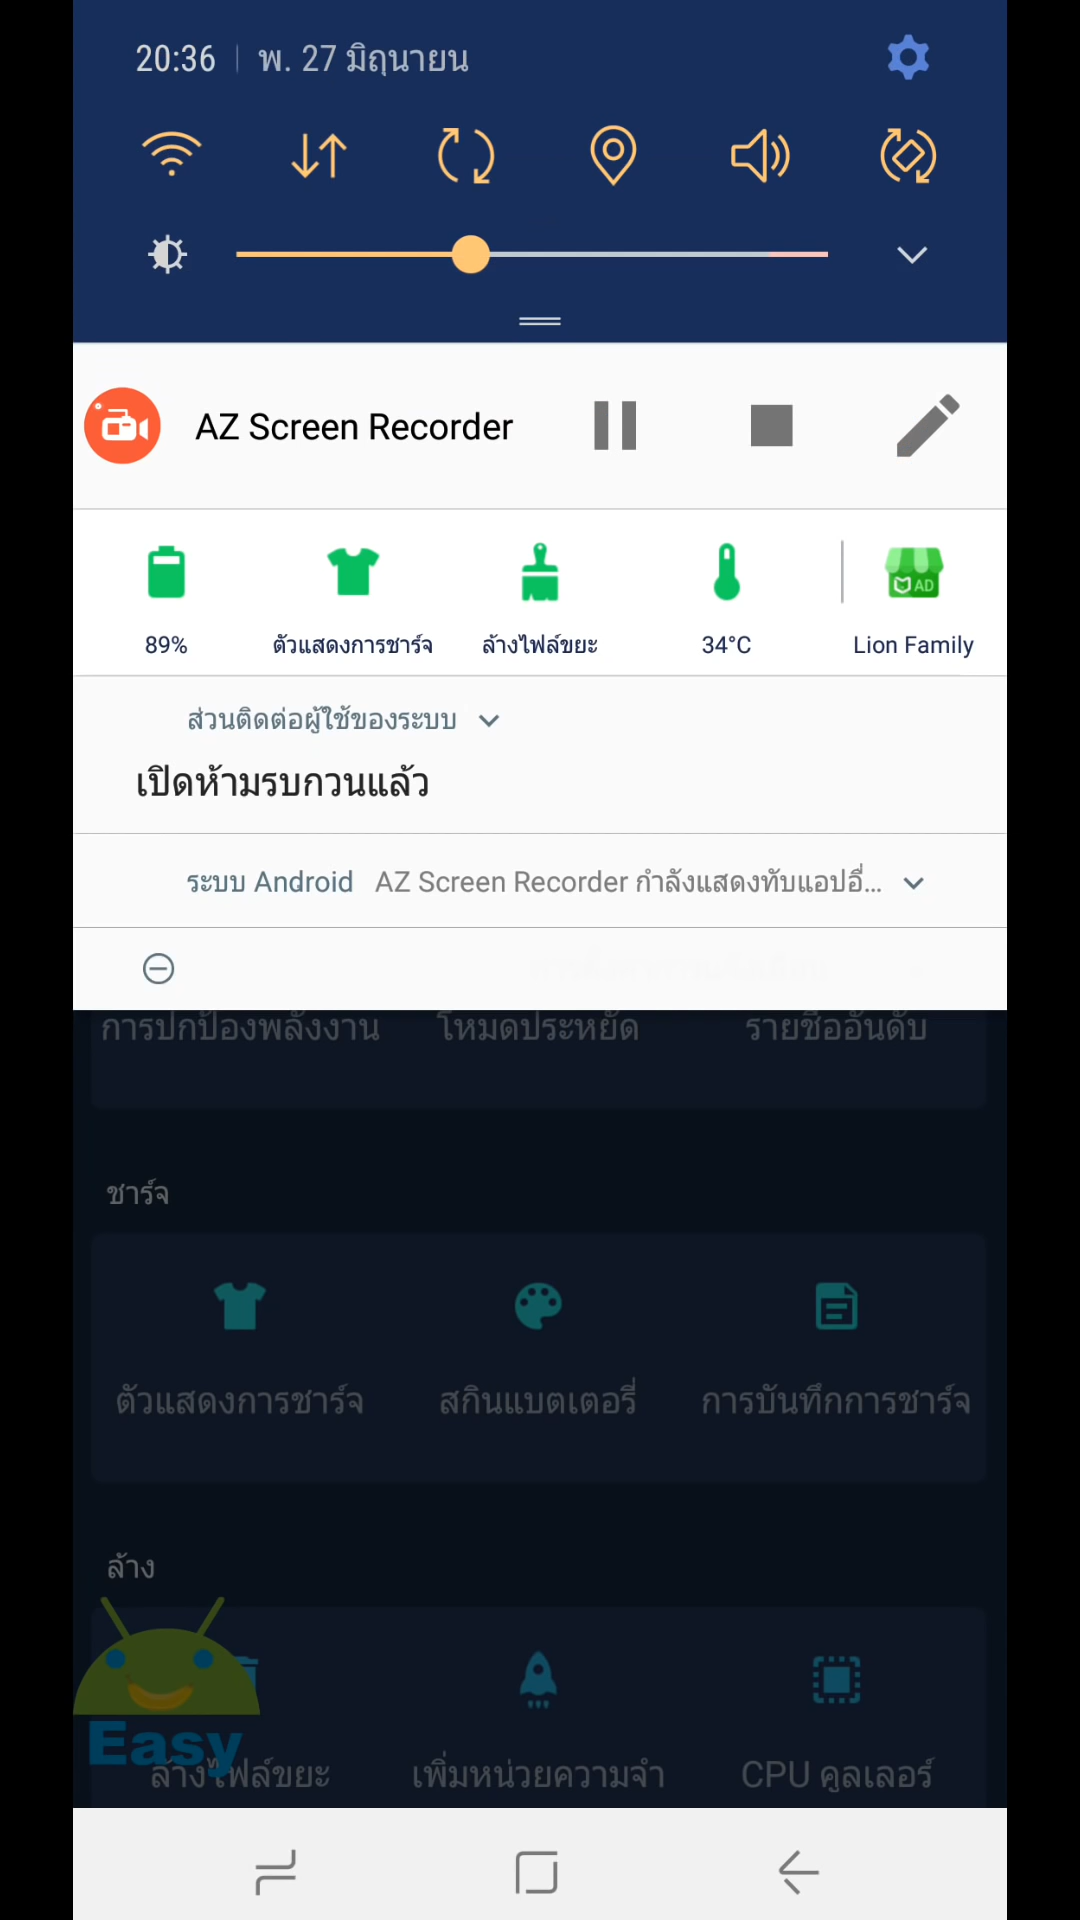 20:36 | พ. 27 มิถุนายน
AZ Screen Recorder
AD
89% ตัวแสดงการชาร์จ ล้างไฟล์ขยะ 34°C Lion Family
ส่วนติดต่อผู้ใช้ของระบบ
เปิดห้ามรบกวนแล้ว
ระบบ Android AZ Screen Recorder กำลังแสดงทับแอปอื่...
การปกป้องพลังงาน โหมดประหยัด รายชื่ออันดับ
ชาร์จ
ตัวแสดงการชาร์จ สกินแบตเตอรี่ การบันทึกการชาร์จ
ล้าง
Easy
ล้างไฟล์ขยะ เพิ่มหน่วยความจำ CPU คูลเลอร์